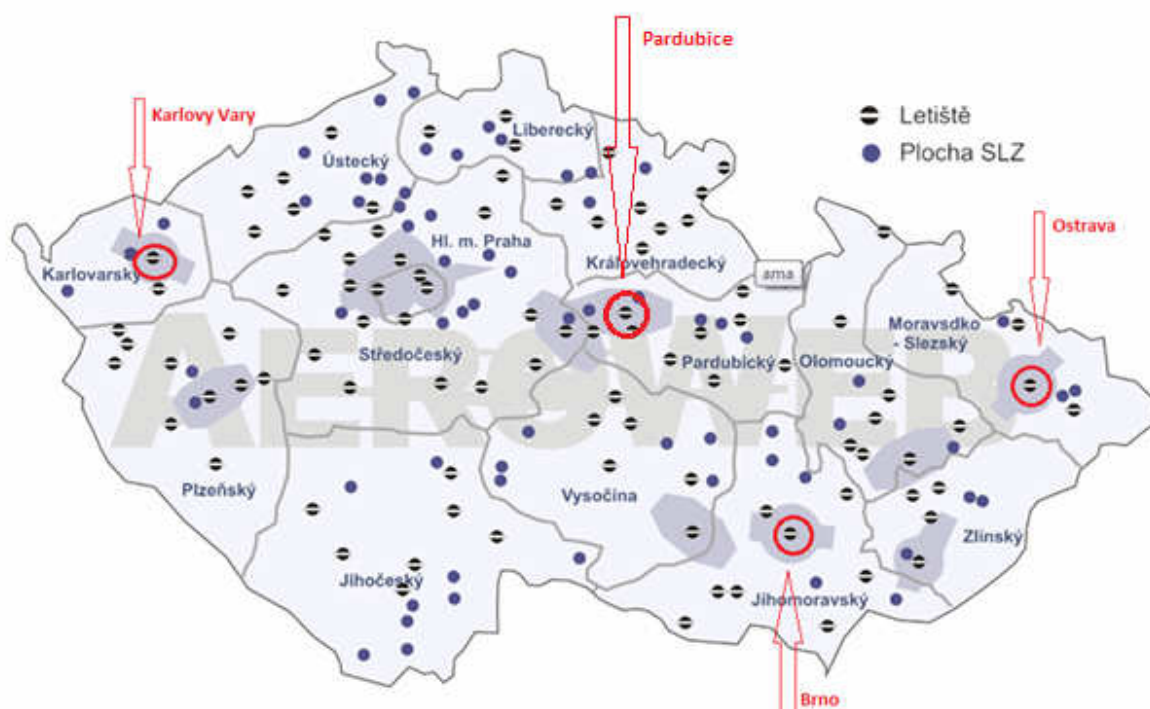 Pardubice
Karlovy Vary
Liberecký
Letiště
Ústecký
Plocha SLZ
Ostrava
Hl. m. Praha
Karlovarský
Královehradecký
ama
Moravsdko
- Slezský
Středočeský
Pardubický
Olomoucký
AEROWEB
Plzeňský
Vysočina
Zlínský
Jihočeský
Jihomoravský
Brno